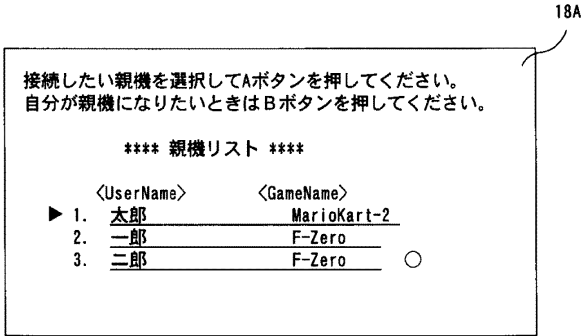 18A
接続したい親機を選択してAボタンを押してください。
自分が親機になりたいときはBボタンを押してください。
**** 親機リスト ****
<UserName> <GameName>
▶ 1. 太郎 MarioKart-2
2. 一郎 F-Zero
3. 二郎 F-Zero ○